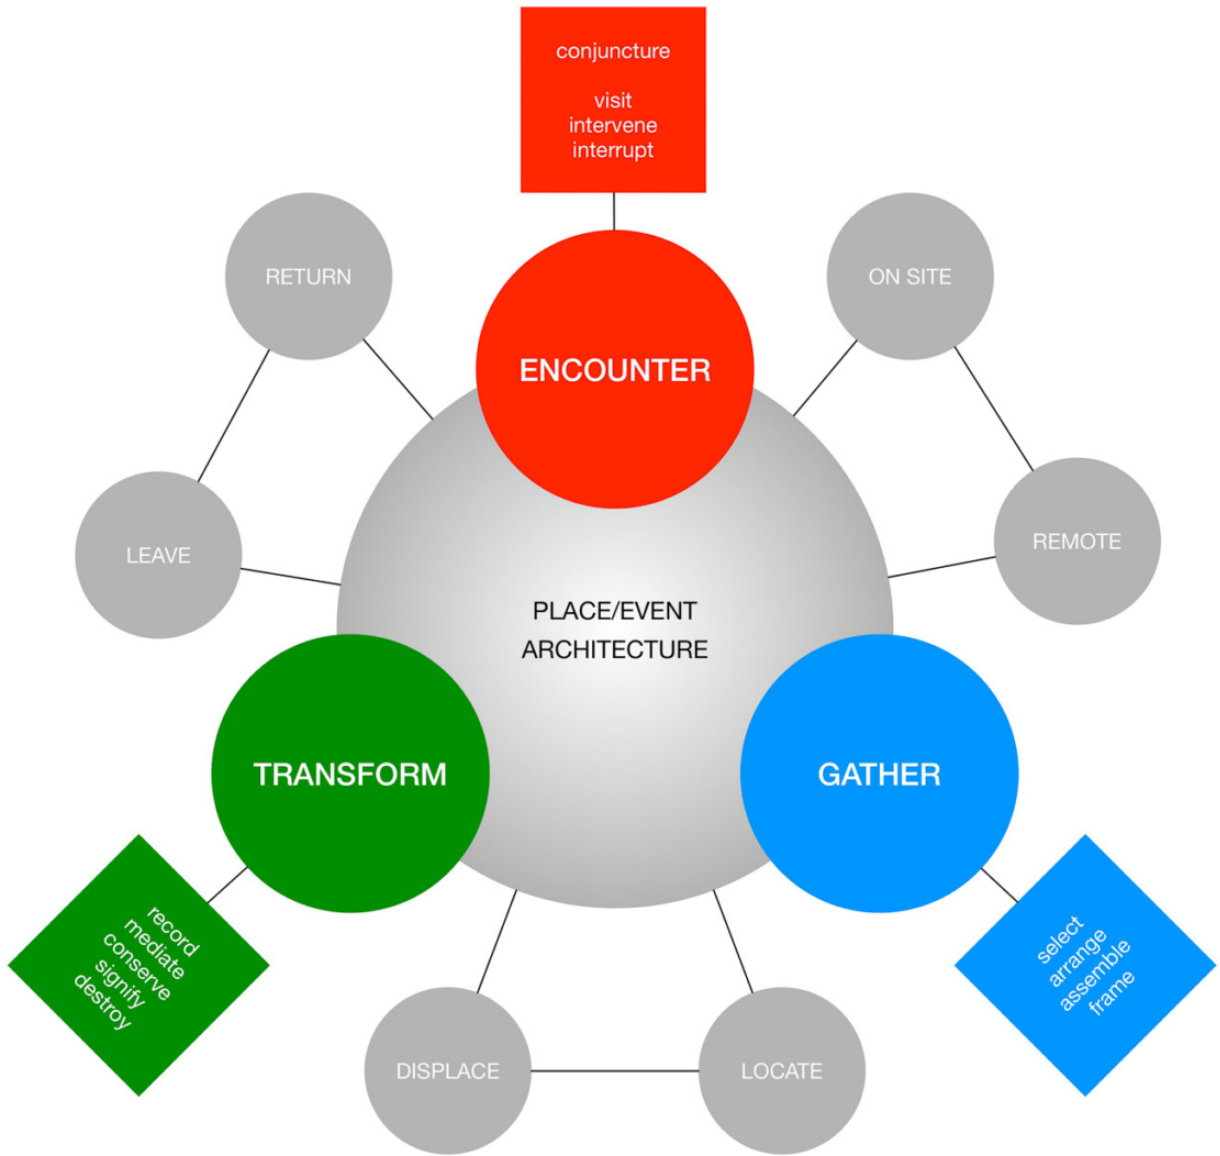 conjuncture
visit
intervene
interrupt
RETURN
ON SITE
ENCOUNTER
LEAVE
REMOTE
PLACE/EVENT
ARCHITECTURE
TRANSFORM
GATHER
record
mediate
conserve
signify
destroy
select
arrange
assemble
frame
DISPLACE
LOCATE